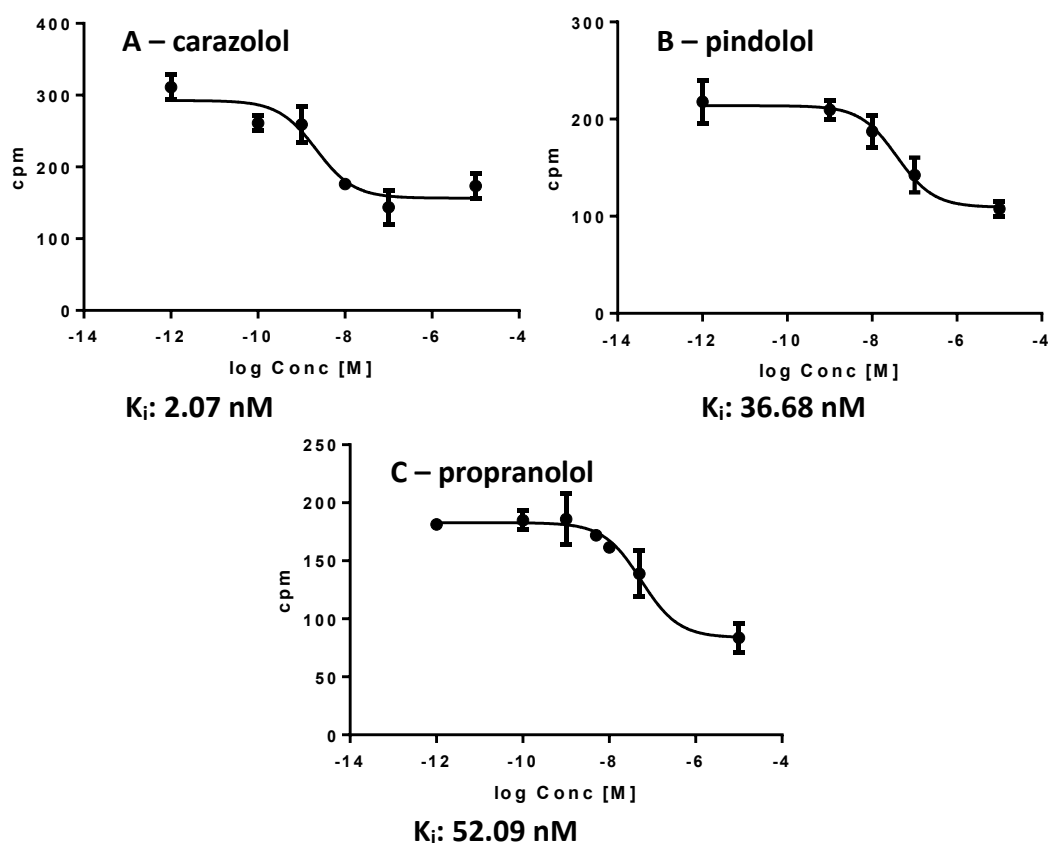 A – carazolol
400
300
200
100
0
cpm
-14 -12 -10 -8 -6 -4
log Conc [M]
Ki: 2.07 nM
B – pindolol
300
200
100
0
cpm
-14 -12 -10 -8 -6 -4
log Conc [M]
Ki: 36.68 nM
C – propranolol
250
200
150
100
50
0
cpm
-14 -12 -10 -8 -6 -4
log Conc [M]
Ki: 52.09 nM